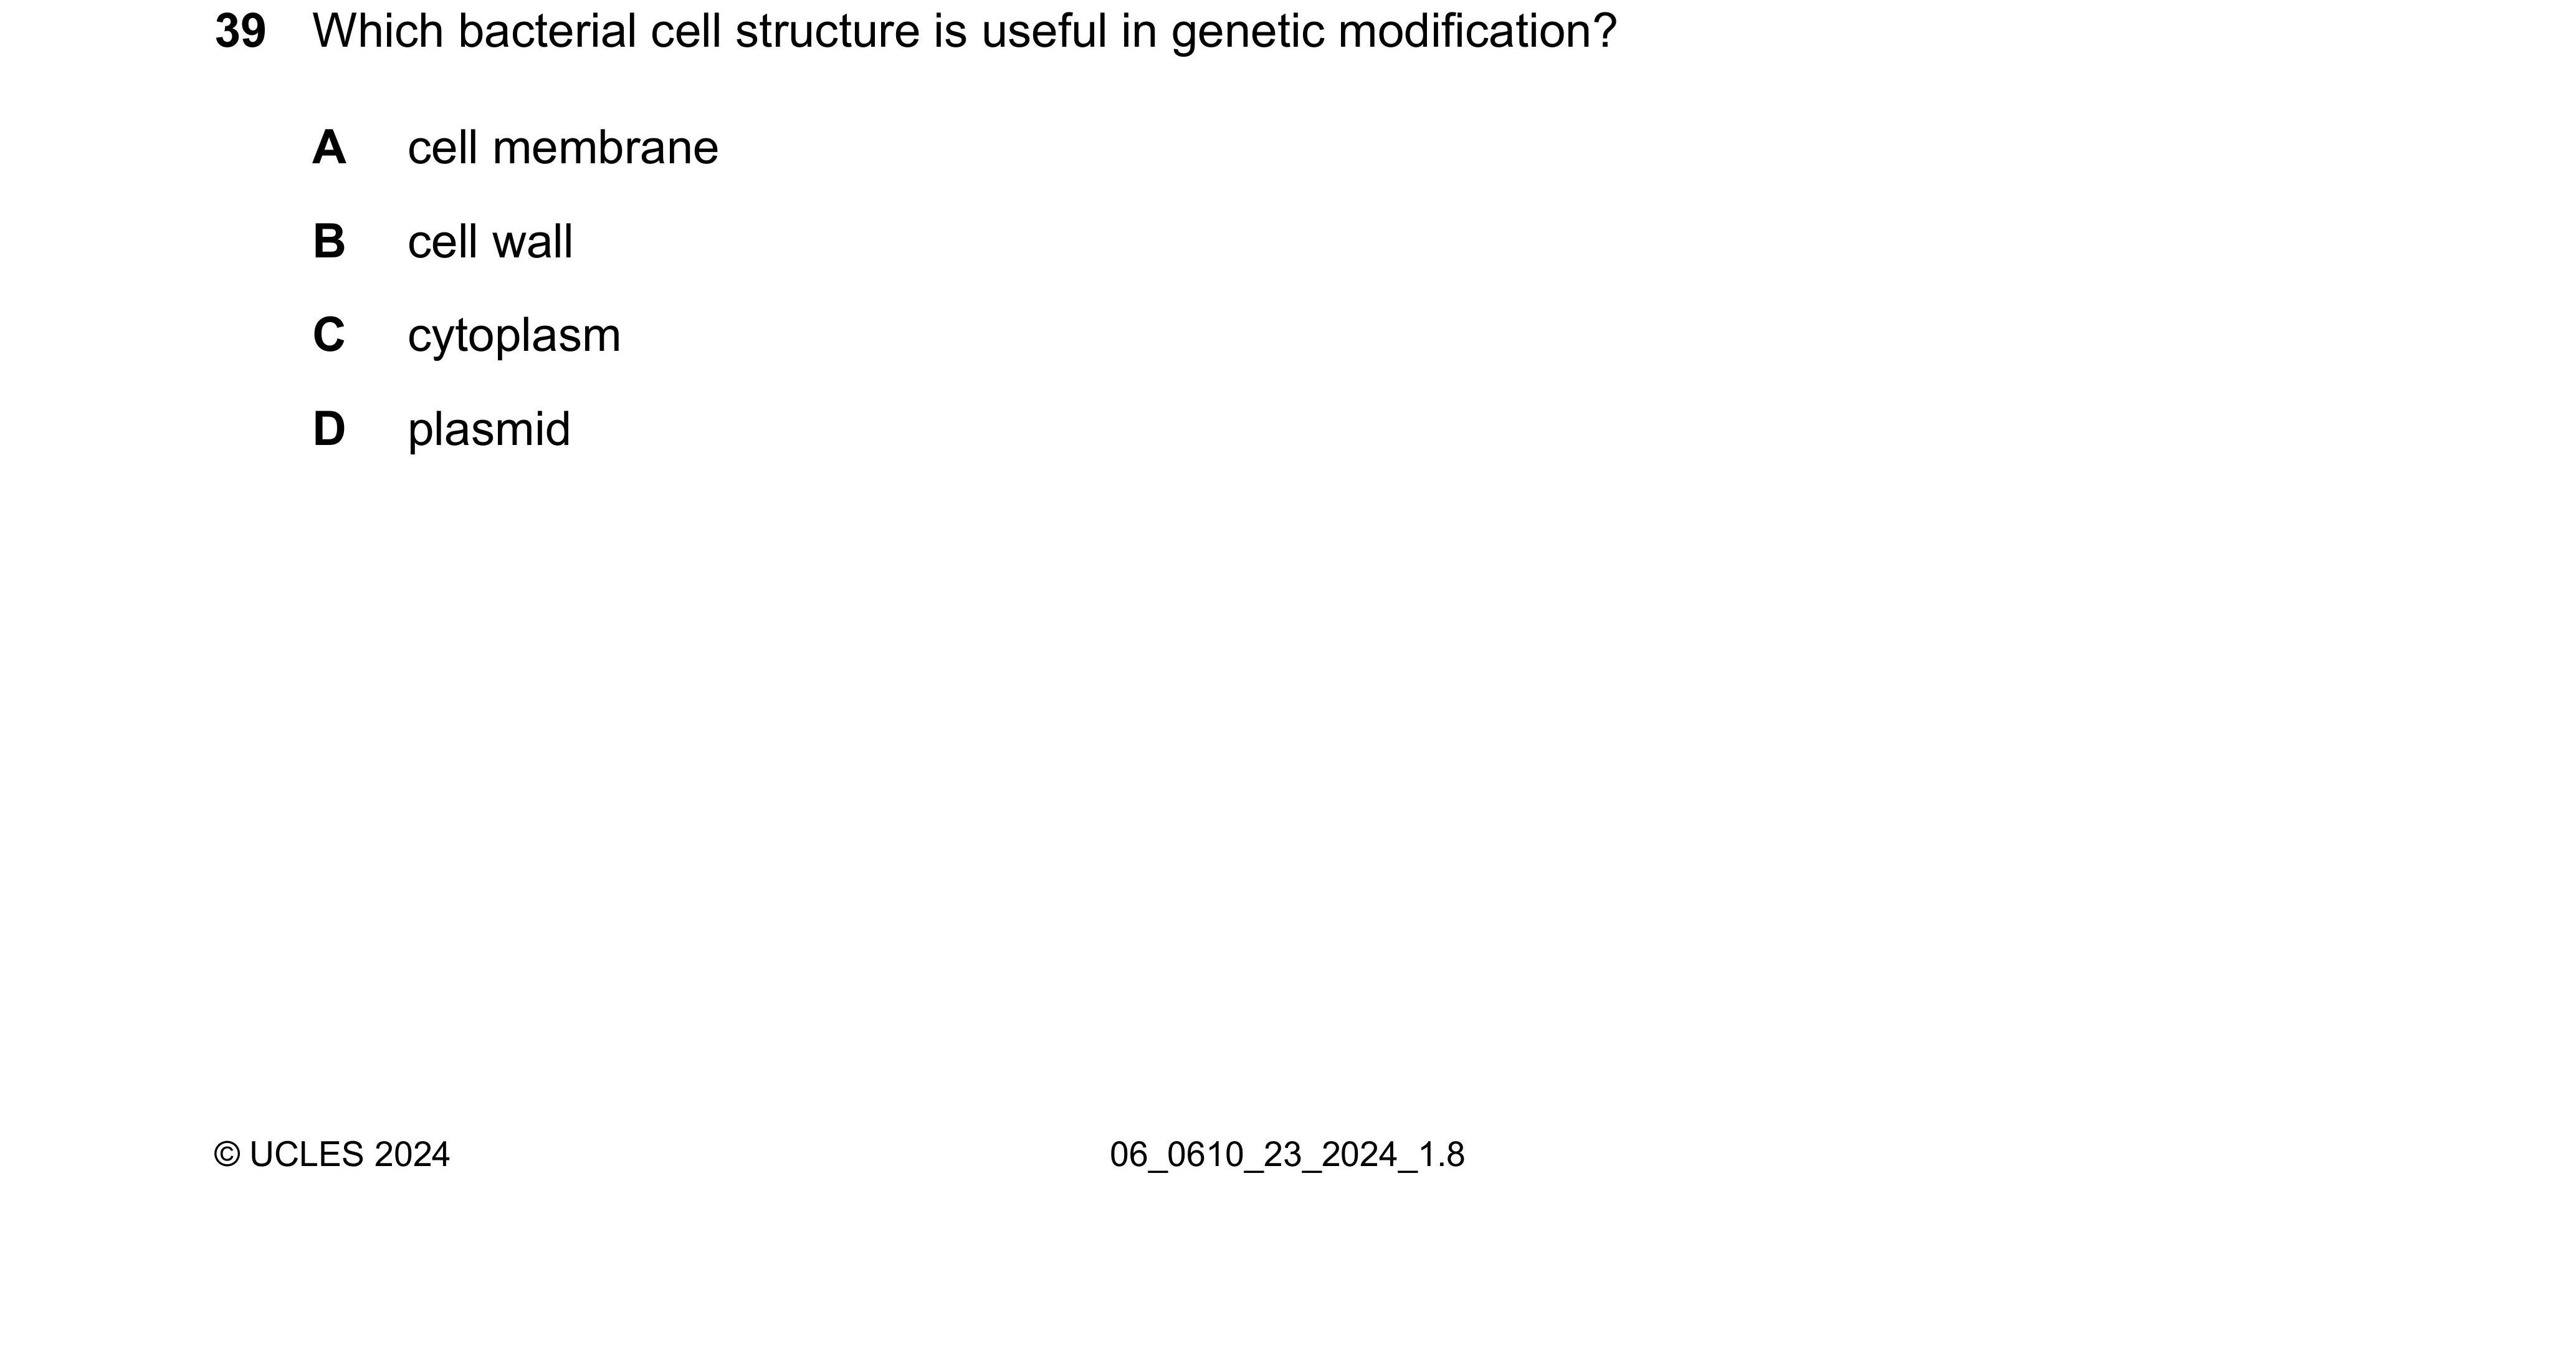 39 Which bacterial cell structure is useful in genetic modification?
A cell membrane
B cell wall
C cytoplasm
D plasmid
© UCLES 2024 06_0610_23_2024_1.8